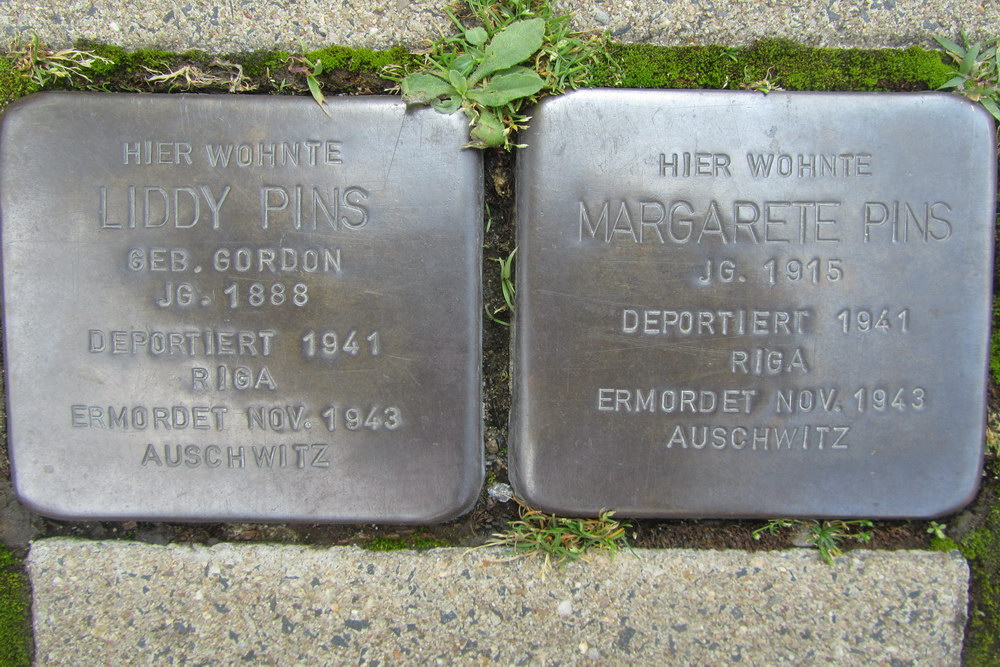 HIER WOHNTE
LIDDY PINS
GEB. GORDON
JG. 1888
DEPORTIERT 1941
RIGA
ERMORDET NOV. 1943
AUSCHWITZ
HIER WOHNTE
MARGARETE PINS
JG. 1915
DEPORTIERT 1941
RIGA
ERMORDET NOV. 1943
AUSCHWITZ